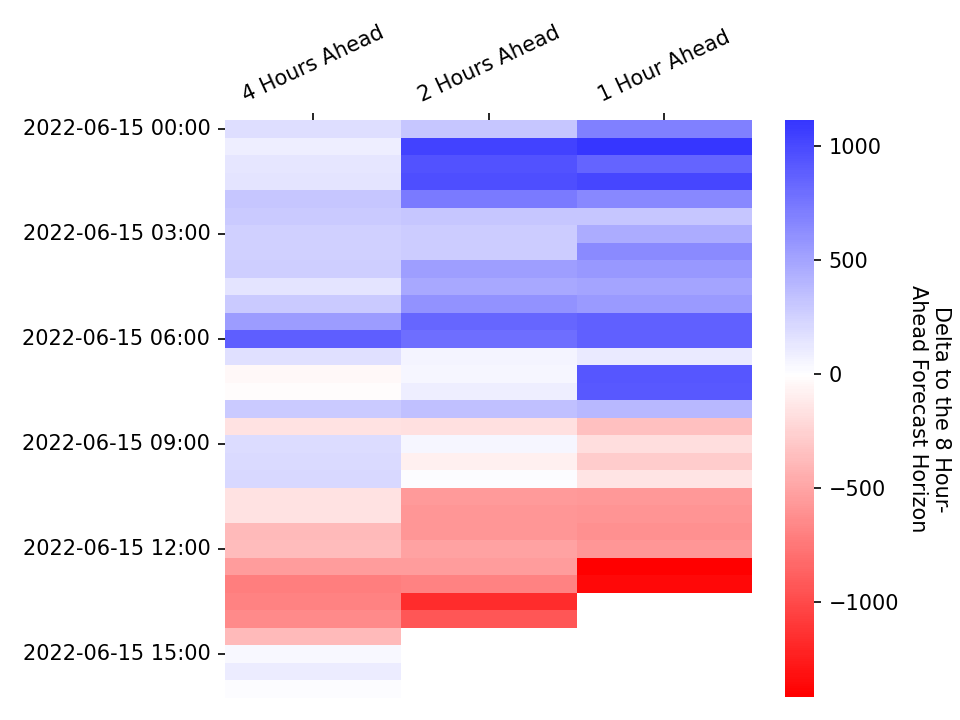 4 Hours Ahead
2 Hours Ahead
1 Hour Ahead
2022-06-15 00:00
2022-06-15 03:00
2022-06-15 06:00
2022-06-15 09:00
2022-06-15 12:00
2022-06-15 15:00
1000
500
0
−500
−1000
Delta to the 8 Hour-
Ahead Forecast Horizon